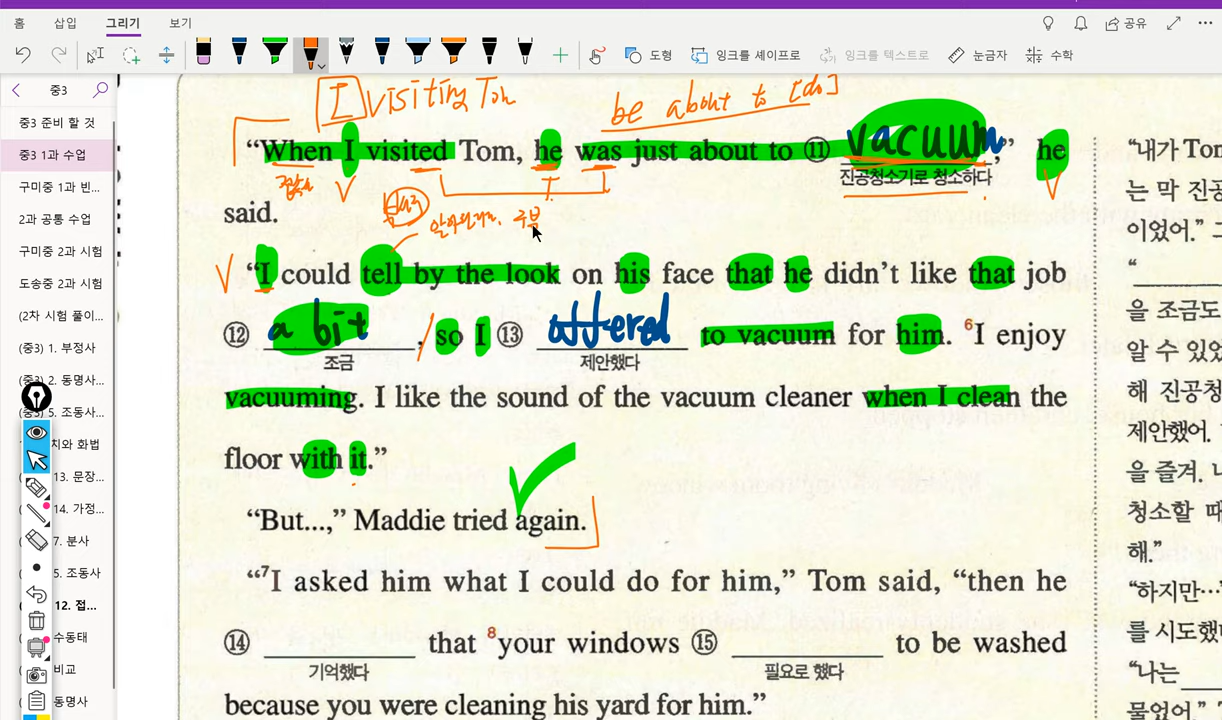 홈 삽입 그리기 보기
공유
도형 잉크를 셰이프로 잉크를 텍스트로 눈금자 수학
중3
중3 준비 할 것
중3 1과 수업
구미중 1과 빈...
2과 공통 수업
구미중 2과 시험
도송중 2과 시험
(2차 시험 풀이...
(중3) 1. 부정사
(중3) 2. 동명사...
(중3) 5. 조동사...
치와 화법
13. 문장
14. 가정...
7. 분사
5. 조동사
12. 접...
수동태
비교
동명사
I visiting Tom
be about to [do]
“When I visited Tom, he was just about to ⑪ vacuum,” he
진공청소기로 청소하다
said.
“I could tell by the look on his face that he didn’t like that job
⑫ a bit, so I ⑬ offered to vacuum for him. 6I enjoy
조금 제안했다
vacuuming. I like the sound of the vacuum cleaner when I clean the
floor with it.”
“But...,” Maddie tried again.
“7I asked him what I could do for him,” Tom said, “then he
⑭ that 8your windows ⑮ to be washed
기억했다 필요로 했다
because you were cleaning his yard for him.”
“내가 Tom
는 막 진공
이었어.”
“
을 조금도
알 수 있었
해 진공청
제안했어.
을 즐겨.
청소할 때
해.”
“하지만…”
를 시도했
“나는
물었어.”